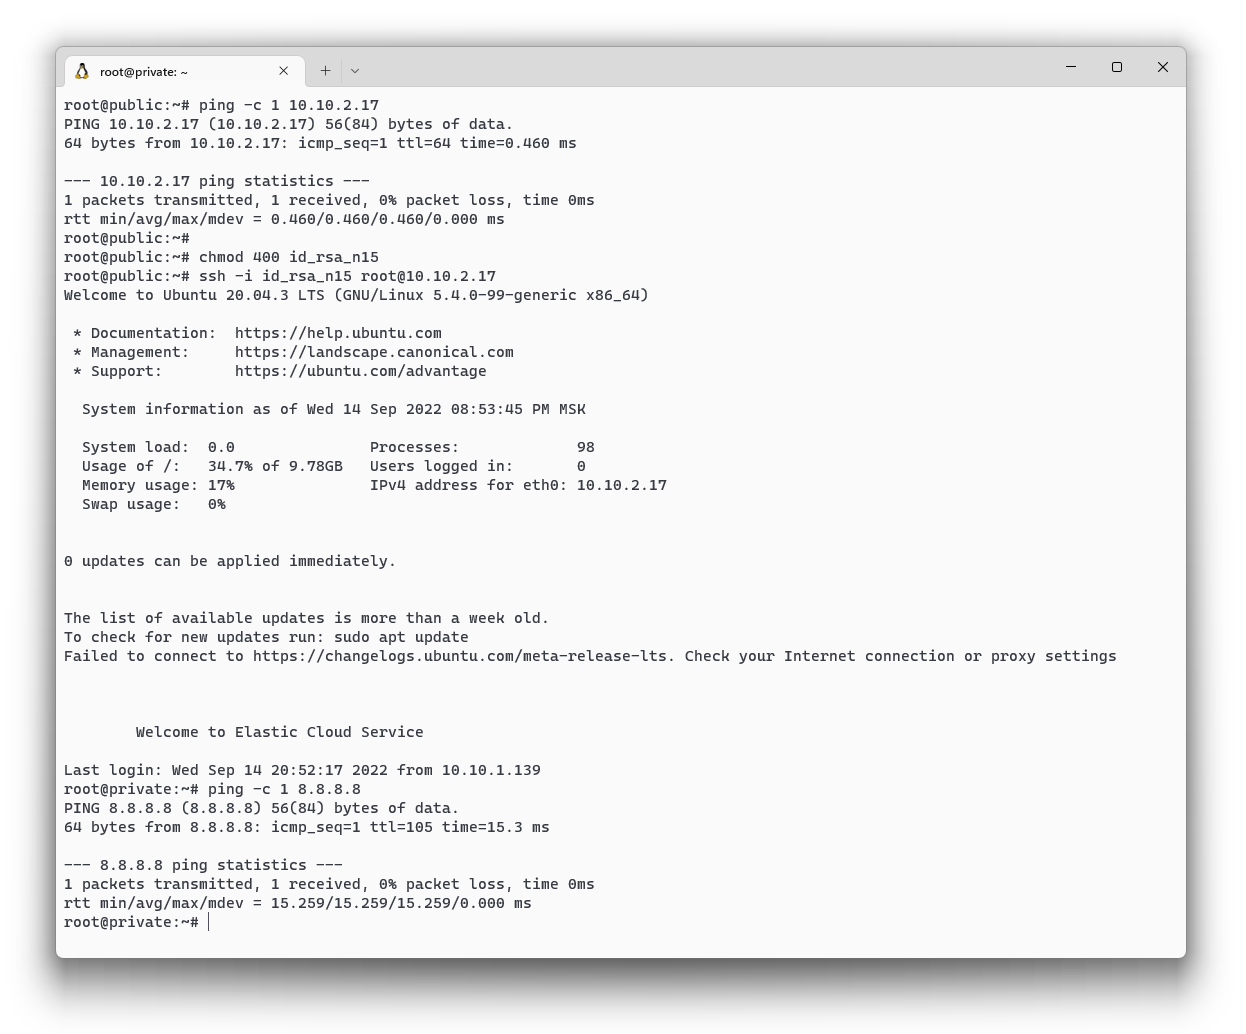 root@private: ~
root@public:~# ping -c 1 10.10.2.17
PING 10.10.2.17 (10.10.2.17) 56(84) bytes of data.
64 bytes from 10.10.2.17: icmp_seq=1 ttl=64 time=0.460 ms
--- 10.10.2.17 ping statistics ---
1 packets transmitted, 1 received, 0% packet loss, time 0ms
rtt min/avg/max/mdev = 0.460/0.460/0.460/0.000 ms
root@public:~#
root@public:~# chmod 400 id_rsa_n15
root@public:~# ssh -i id_rsa_n15 root@10.10.2.17
Welcome to Ubuntu 20.04.3 LTS (GNU/Linux 5.4.0-99-generic x86_64)
* Documentation:  https://help.ubuntu.com
* Management:     https://landscape.canonical.com
* Support:        https://ubuntu.com/advantage
System information as of Wed 14 Sep 2022 08:53:45 PM MSK
System load:  0.0               Processes:             98
Usage of /:   34.7% of 9.78GB   Users logged in:       0
Memory usage: 17%               IPv4 address for eth0: 10.10.2.17
Swap usage:   0%
0 updates can be applied immediately.
The list of available updates is more than a week old.
To check for new updates run: sudo apt update
Failed to connect to https://changelogs.ubuntu.com/meta-release-lts. Check your Internet connection or proxy settings
Welcome to Elastic Cloud Service
Last login: Wed Sep 14 20:52:17 2022 from 10.10.1.139
root@private:~# ping -c 1 8.8.8.8
PING 8.8.8.8 (8.8.8.8) 56(84) bytes of data.
64 bytes from 8.8.8.8: icmp_seq=1 ttl=105 time=15.3 ms
--- 8.8.8.8 ping statistics ---
1 packets transmitted, 1 received, 0% packet loss, time 0ms
rtt min/avg/max/mdev = 15.259/15.259/15.259/0.000 ms
root@private:~#